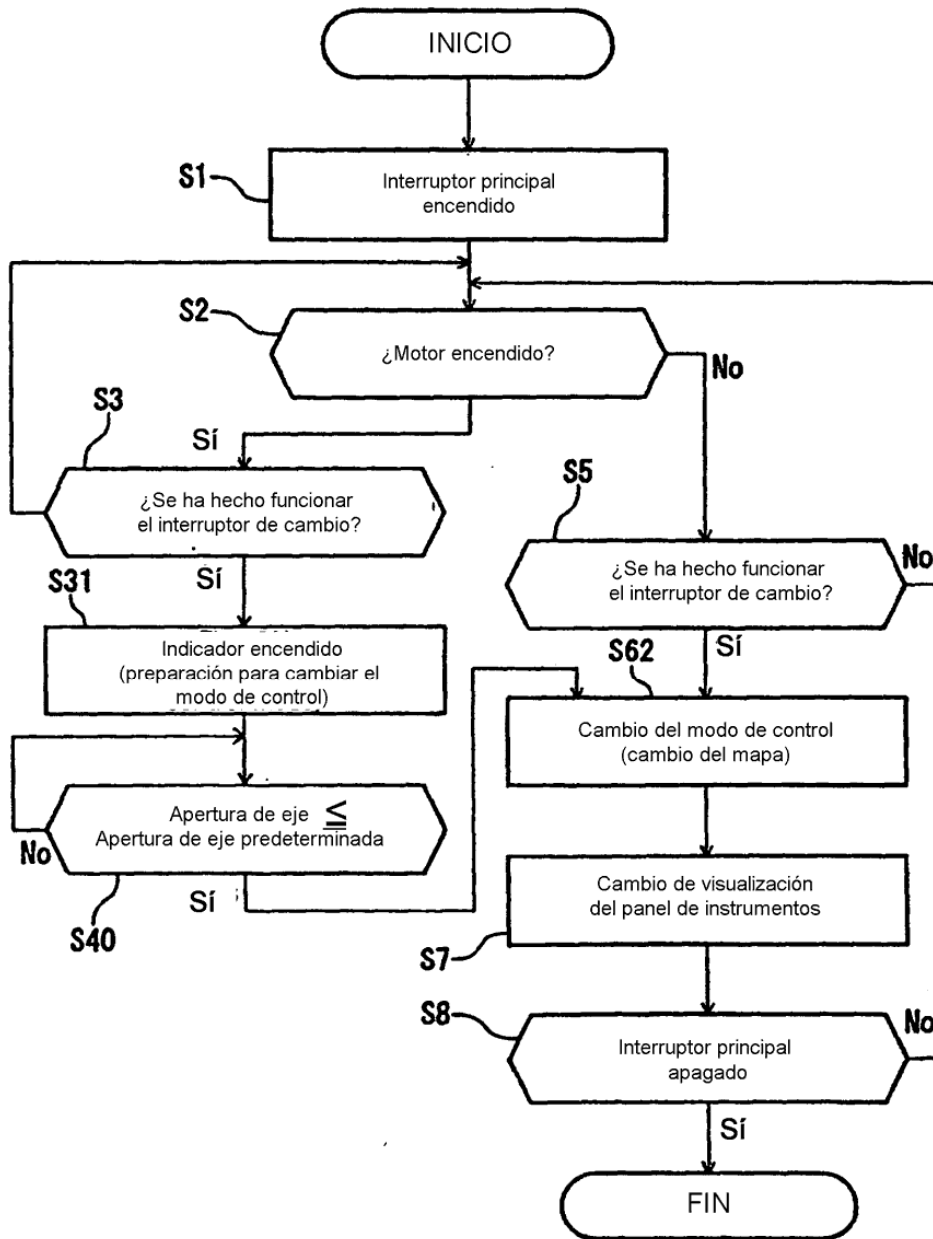 INICIO
S1
Interruptor principal
encendido
S2
¿Motor encendido?
No
Sí
S3
¿Se ha hecho funcionar
el interruptor de cambio?
Sí
S5
¿Se ha hecho funcionar
el interruptor de cambio?
No
Sí
S31
Indicador encendido
(preparación para cambiar el
modo de control)
S62
Cambio del modo de control
(cambio del mapa)
Apertura de eje ≦
Apertura de eje predeterminada
No
Sí
S40
Cambio de visualización
del panel de instrumentos
S7
S8
Interruptor principal
apagado
No
Sí
FIN